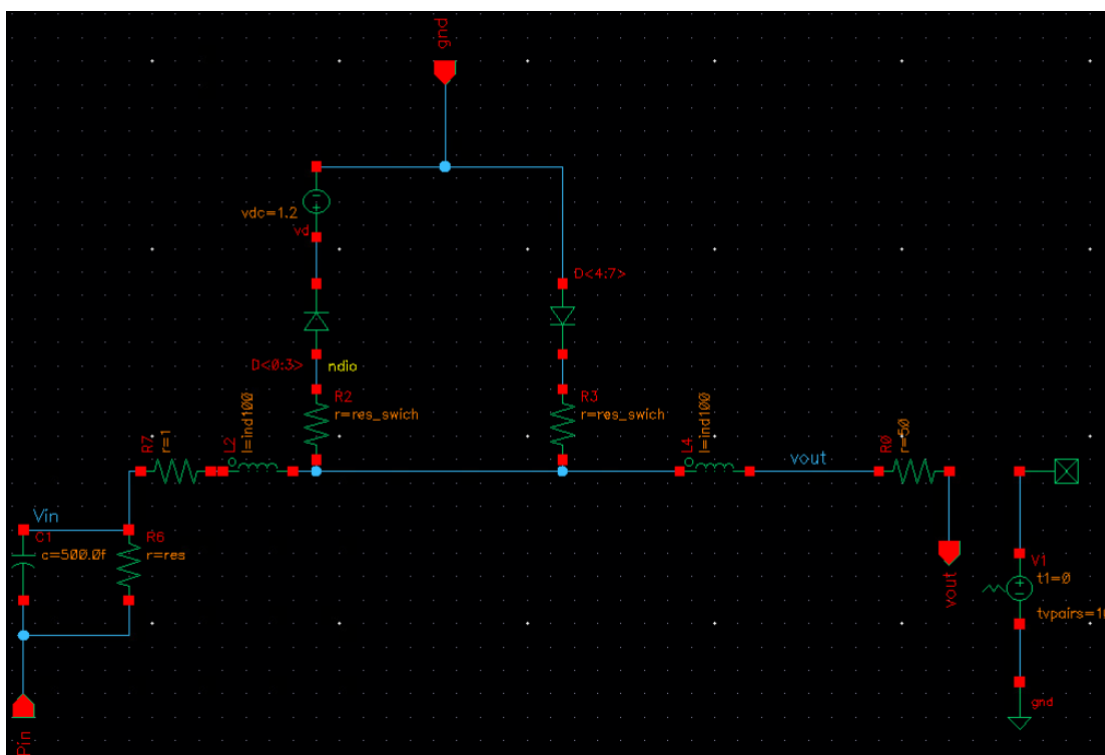 gnd
vdc=1.2
vd
D<4:7>
D<0:3>
ndio
R2
r=res_swich
R3
r=res_swich
R7
r=1
L2
l=ind100
L4
l=ind100
vout
R0
r=50
Vin
C1
c=500.0f
R6
r=res
vout
V1
t1=0
gnd
Pin